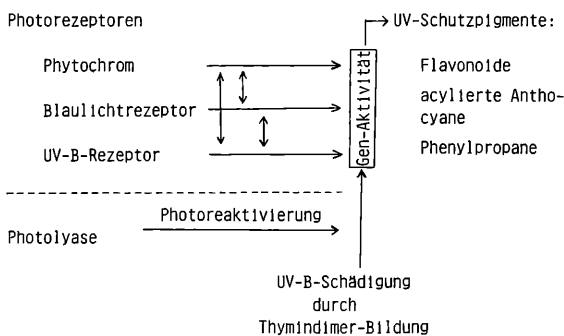 Photorezeptoren
UV-Schutzpigmente:
Phytochrom
Flavonoide
Blaulichtrezeptor
acylierte Antho-
cyane
UV-B-Rezeptor
Phenylpropane
Gen-Aktivität
Photoreaktivierung
Photolyase
UV-B-Schädigung
durch
Thymindimer-Bildung